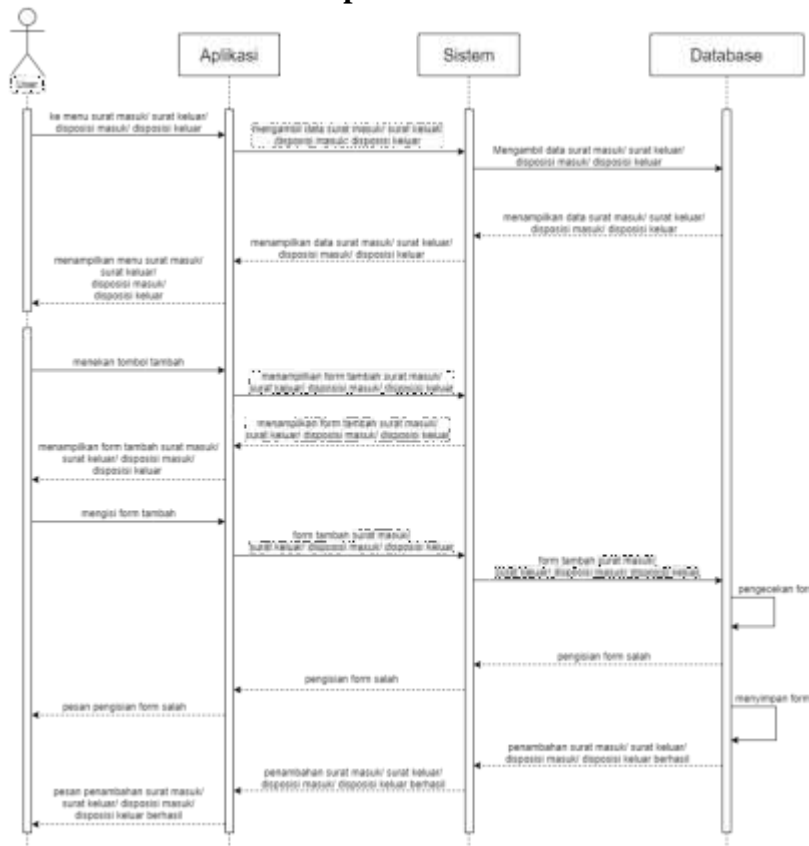 Aplikasi
Sistem
Database
User
ke menu surat masuk/ surat keluar/
disposisi masuk/ disposisi keluar
mengambil data surat masuk/ surat keluar/
disposisi masuk/ disposisi keluar
Mengambil data surat masuk/ surat keluar/
disposisi masuk/ disposisi keluar
menampilkan data surat masuk/ surat keluar/
disposisi masuk/ disposisi keluar
menampilkan data surat masuk/ surat keluar/
disposisi masuk/ disposisi keluar
menampilkan menu surat masuk/
surat keluar/
disposisi masuk/
disposisi keluar
menekan tombol tambah
menampilkan form tambah surat masuk/
surat keluar/ disposisi masuk/ disposisi keluar
menampilkan form tambah surat masuk/
surat keluar/ disposisi masuk/ disposisi keluar
menampilkan form tambah surat masuk/
surat keluar/ disposisi masuk/
disposisi keluar
mengisi form tambah
form tambah surat masuk/
surat keluar/ disposisi masuk/ disposisi keluar
form tambah surat masuk/
surat keluar/ disposisi masuk/ disposisi keluar
pengecekan form
pengisian form salah
pengisian form salah
pesan pengisian form salah
menyimpan form
penambahan surat masuk/ surat keluar/
disposisi masuk/ disposisi keluar berhasil
penambahan surat masuk/ surat keluar/
disposisi masuk/ disposisi keluar berhasil
pesan penambahan surat masuk/
surat keluar/ disposisi masuk/
disposisi keluar berhasil